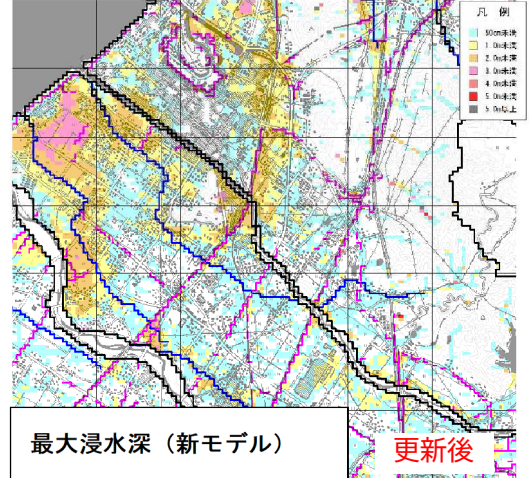 凡　例
50cm未満
1.0m未満
2.0m未満
3.0m未満
4.0m未満
5.0m未満
5.0m以上
最大浸水深（新モデル）
更新後